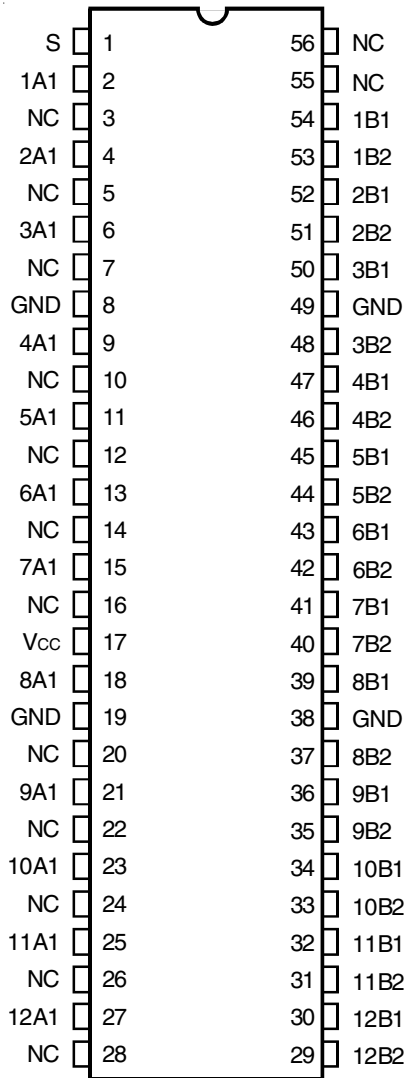 S 1 56 NC
1A1 2 55 NC
NC 3 54 1B1
2A1 4 53 1B2
NC 5 52 2B1
3A1 6 51 2B2
NC 7 50 3B1
GND 8 49 GND
4A1 9 48 3B2
NC 10 47 4B1
5A1 11 46 4B2
NC 12 45 5B1
6A1 13 44 5B2
NC 14 43 6B1
7A1 15 42 6B2
NC 16 41 7B1
VCC 17 40 7B2
8A1 18 39 8B1
GND 19 38 GND
NC 20 37 8B2
9A1 21 36 9B1
NC 22 35 9B2
10A1 23 34 10B1
NC 24 33 10B2
11A1 25 32 11B1
NC 26 31 11B2
12A1 27 30 12B1
NC 28 29 12B2